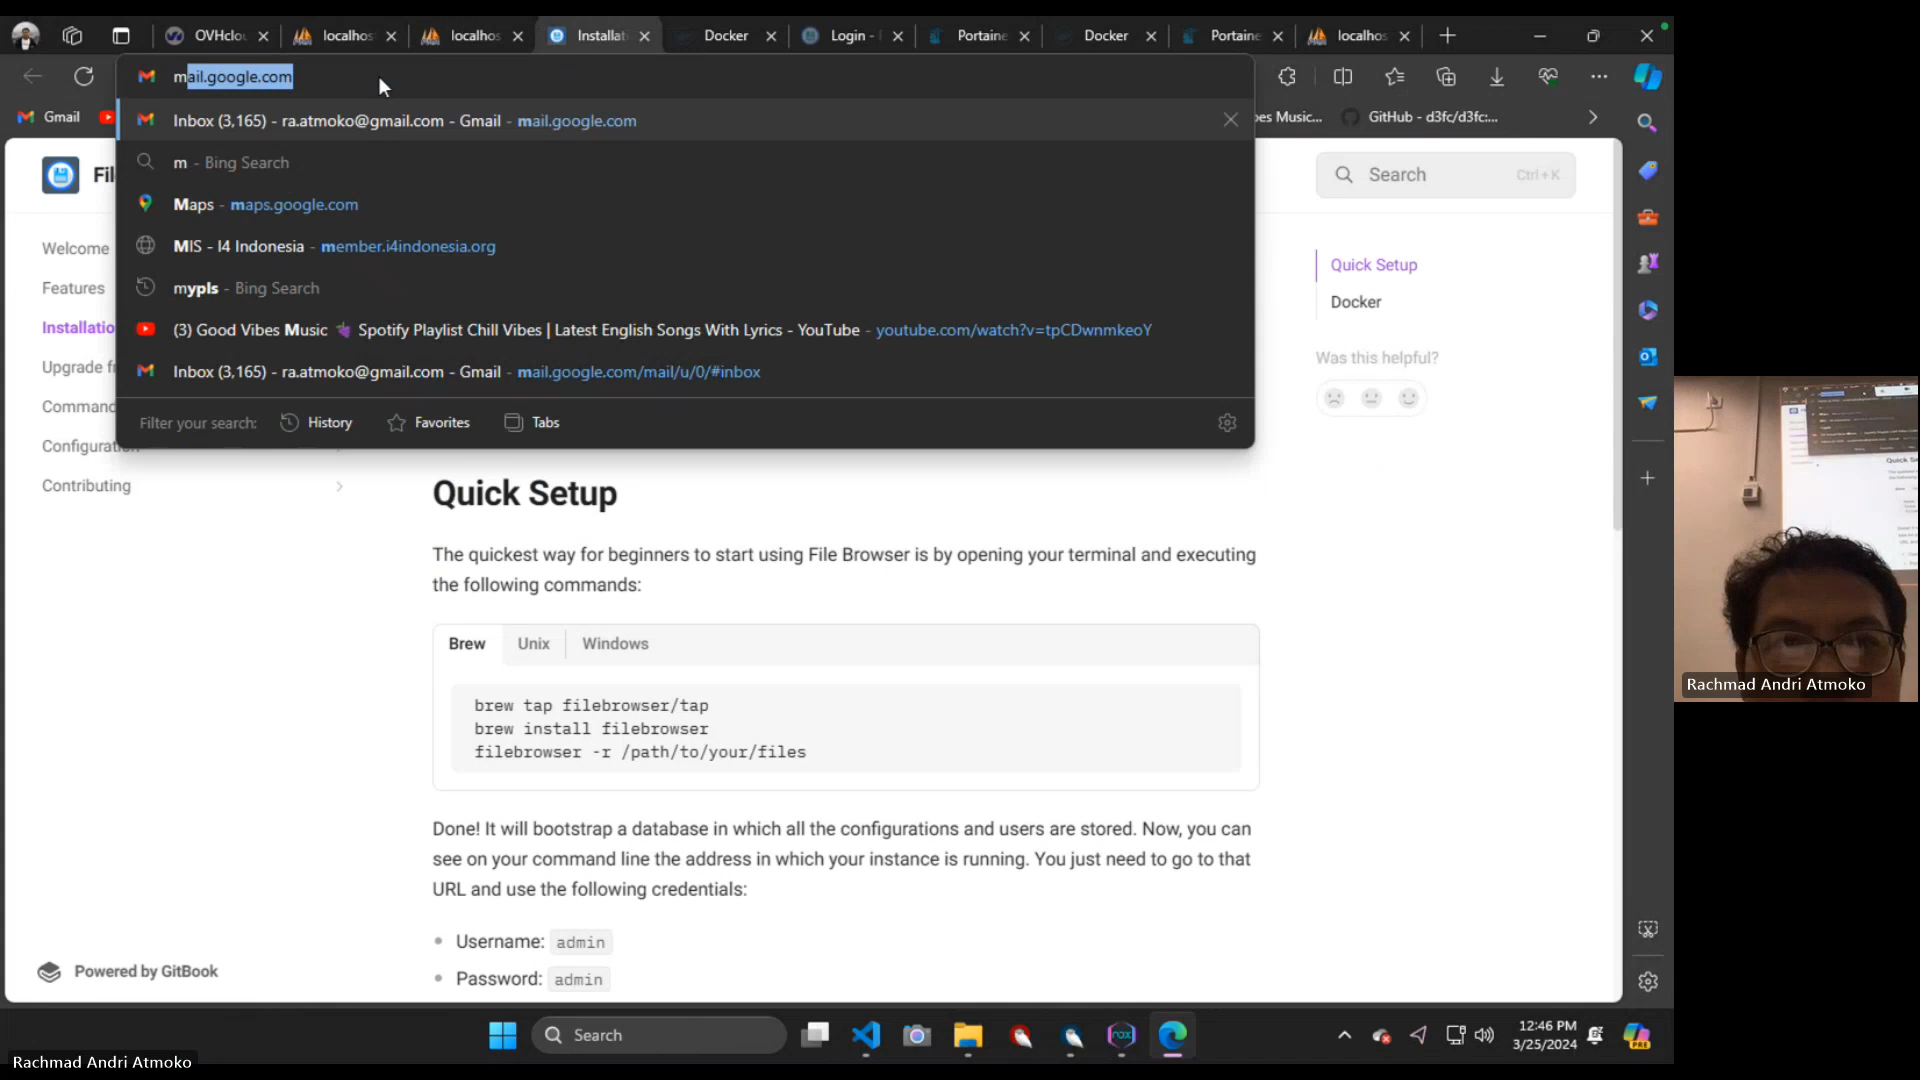 OVHclo
localhos
localhos
Installat
Docker
Login -
Portaine
Docker
Portaine
localhos
mail.google.com
Gmail
Inbox (3,165) - ra.atmoko@gmail.com - Gmail - mail.google.com
bes Music...
GitHub - d3fc/d3fc:...
m - Bing Search
Maps - maps.google.com
MIS - I4 Indonesia - member.i4indonesia.org
mypls - Bing Search
(3) Good Vibes Music 🍇 Spotify Playlist Chill Vibes | Latest English Songs With Lyrics - YouTube - youtube.com/watch?v=tpCDwnmkeoY
Inbox (3,165) - ra.atmoko@gmail.com - Gmail - mail.google.com/mail/u/0/#inbox
Filter your search:
History
Favorites
Tabs
Fil
Search
Ctrl+K
Welcome
Features
Installatio
Upgrade f
Command
Configuration
Contributing
Quick Setup
Docker
Was this helpful?
Quick Setup
The quickest way for beginners to start using File Browser is by opening your terminal and executing
the following commands:
Brew
Unix
Windows
brew tap filebrowser/tap
brew install filebrowser
filebrowser -r /path/to/your/files
Done! It will bootstrap a database in which all the configurations and users are stored. Now, you can
see on your command line the address in which your instance is running. You just need to go to that
URL and use the following credentials:
Username: admin
Password: admin
Powered by GitBook
Rachmad Andri Atmoko
Search
nox
PRE
12:46 PM
3/25/2024
Rachmad Andri Atmoko